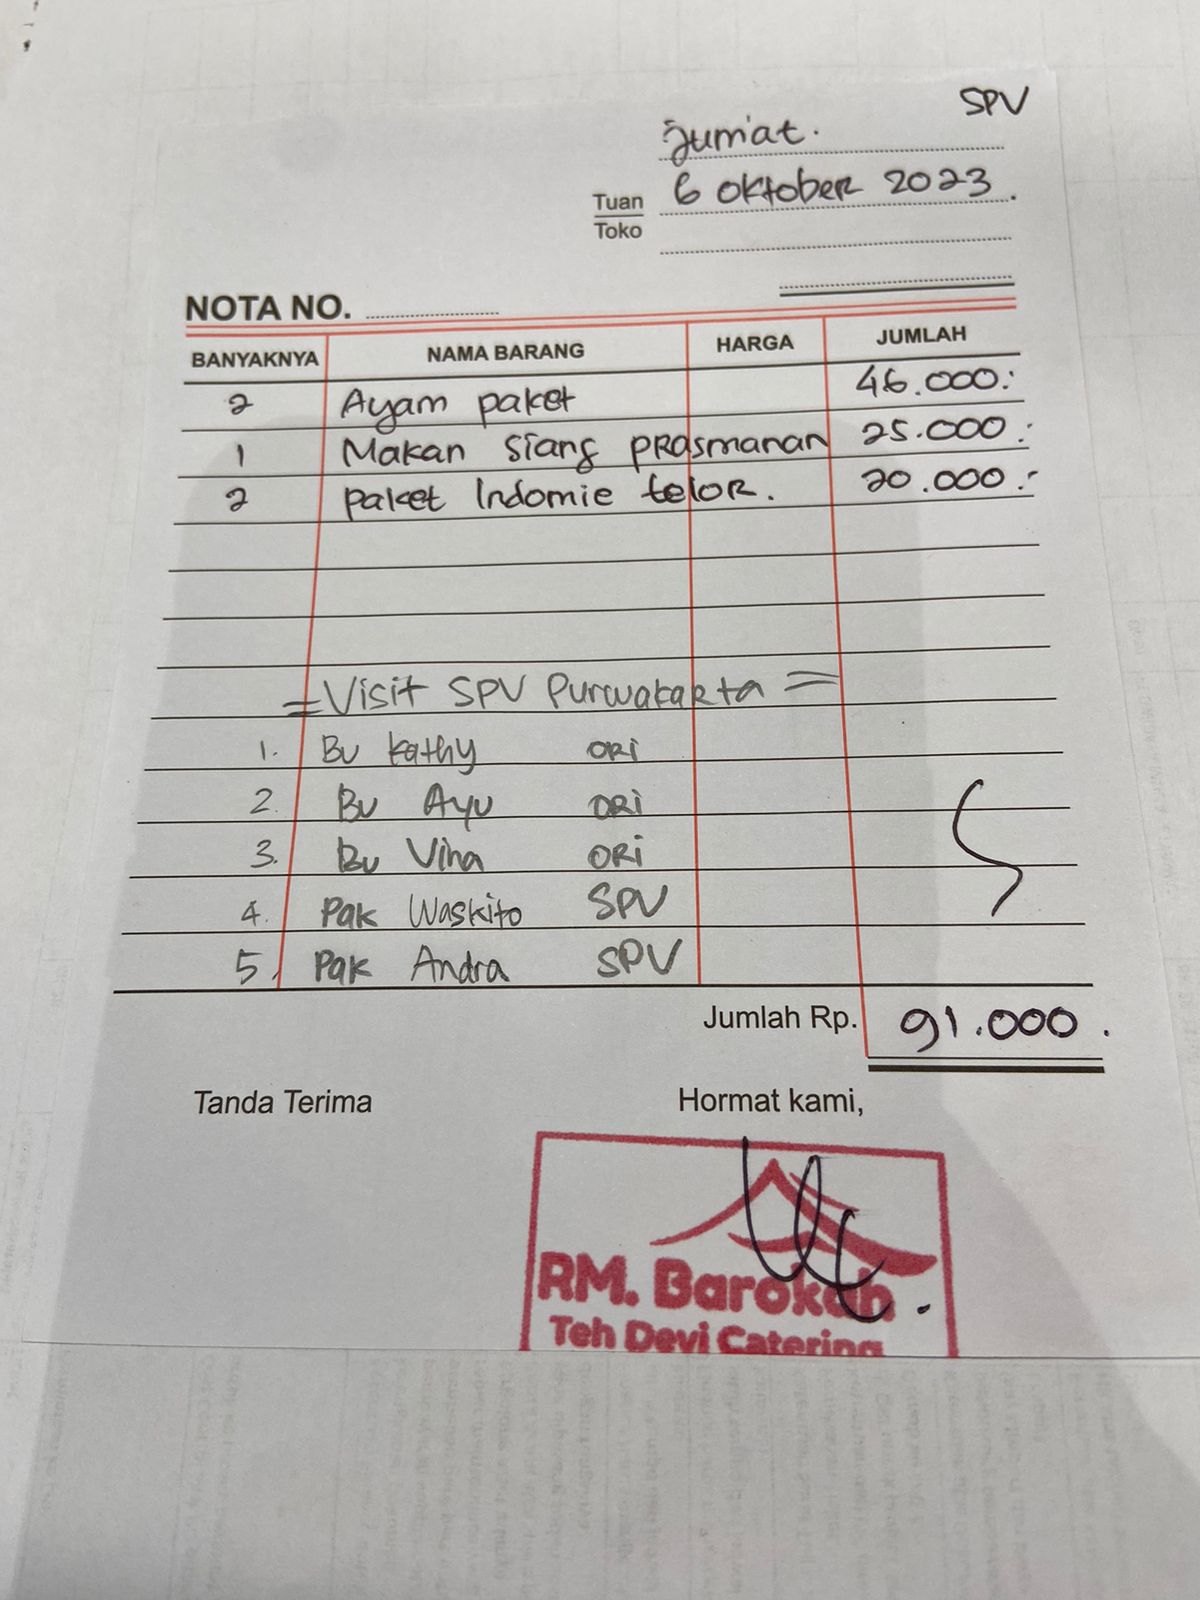 SPV
Jum'at.
Tuan 6 Oktober 2023
Toko
NOTA NO.
BANYAKNYA NAMA BARANG HARGA JUMLAH
2 Ayam paket 46.000:
1 Makan siang prasmanan 25.000:
2 paket Indomie telor. 20.000:
= Visit SPV Purwakarta =
1. Bu Kathy ORI
2. Bu Ayu ORI
3. Bu Vina ORI
4. Pak Waskito SPV
5. Pak Andra SPV
Jumlah Rp. 91.000.
Tanda Terima Hormat kami,
RM. Barokah
Teh Devi Catering